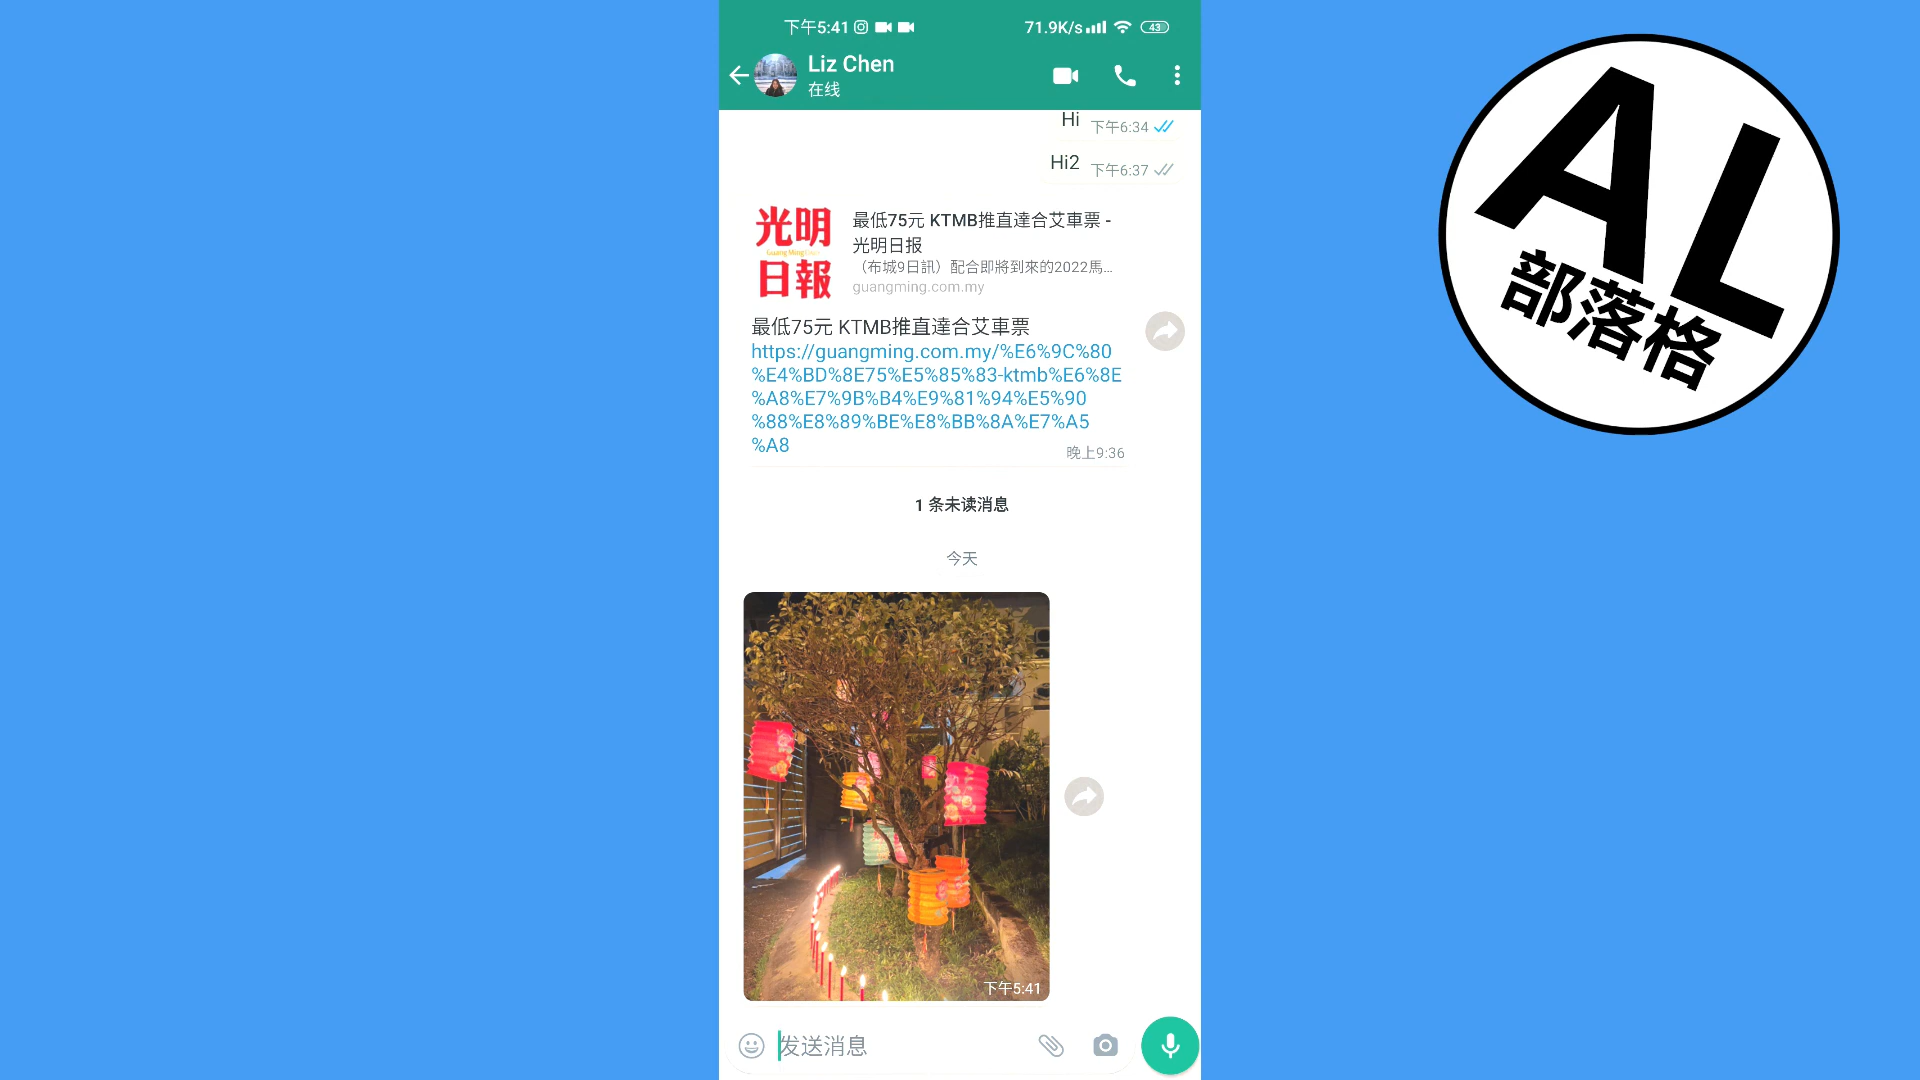 下午5:41
71.9K/s
43
Liz Chen
在线
Hi
下午6:34
Hi2
下午6:37
光明
Guang Ming
日報
最低75元 KTMB推直達合艾車票 -
光明日报
（布城9日訊）配合即將到來的2022馬...
guangming.com.my
最低75元 KTMB推直達合艾車票
https://guangming.com.my/%E6%9C%80
%E4%BD%8E75%E5%85%83-ktmb%E6%8E
%A8%E7%9B%B4%E9%81%94%E5%90
%88%E8%89%BE%E8%BB%8A%E7%A5
%A8
晚上9:36
1 条未读消息
今天
下午5:41
发送消息
AL
部落格